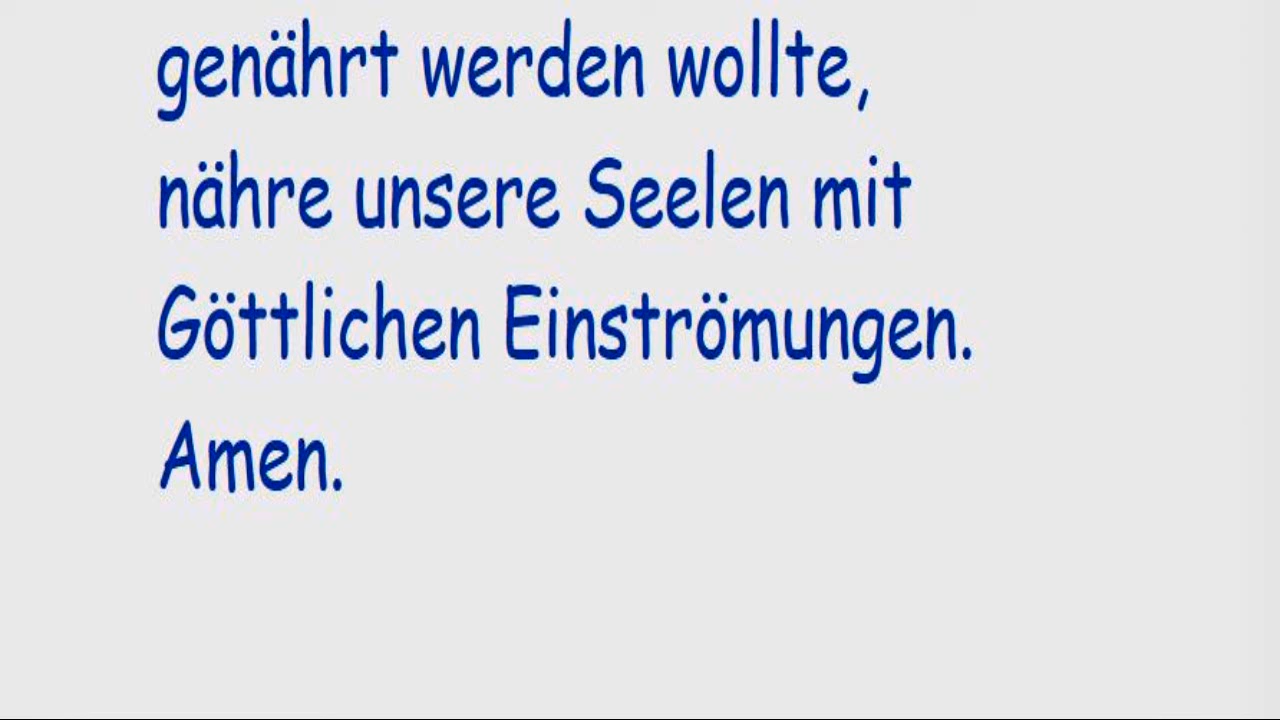 genährt werden wollte,
nähre unsere Seelen mit
Göttlichen Einströmungen.
Amen.